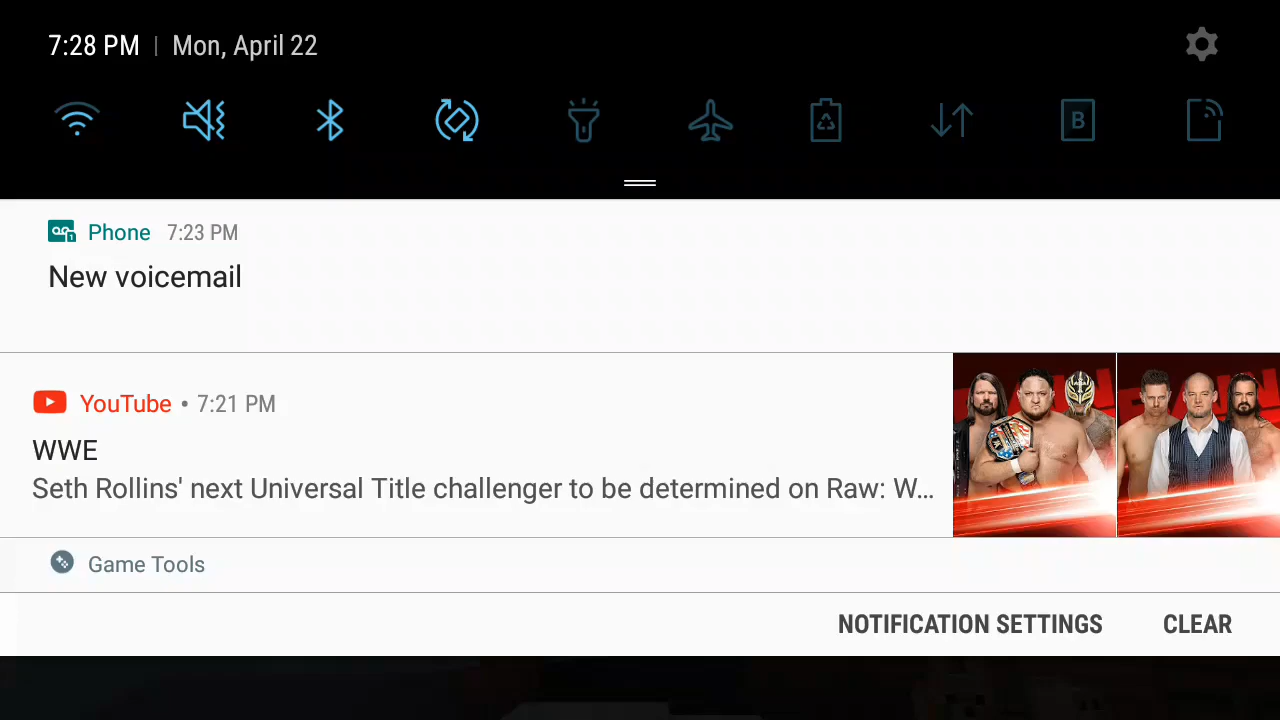 7:28 PM | Mon, April 22
B
Phone 7:23 PM
New voicemail
YouTube • 7:21 PM
WWE
Seth Rollins' next Universal Title challenger to be determined on Raw: W...
Game Tools
NOTIFICATION SETTINGS CLEAR